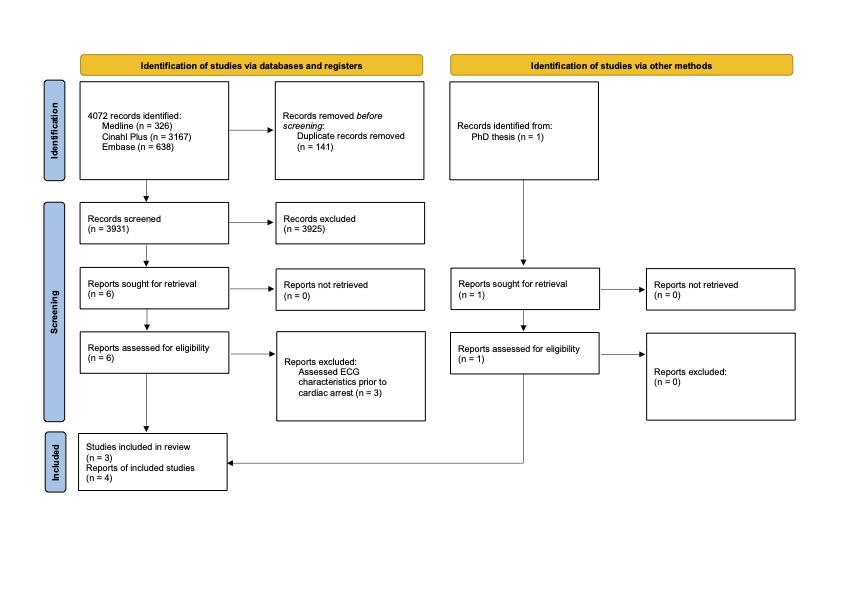 Identification of studies via databases and registers
Identification of studies via other methods
Identification
4072 records identified:
Medline (n = 326)
Cinahl Plus (n = 3167)
Embase (n = 638)
Records removed before
screening:
Duplicate records removed
(n = 141)
Records identified from:
PhD thesis (n = 1)
Screening
Records screened
(n = 3931)
Records excluded
(n = 3925)
Reports sought for retrieval
(n = 6)
Reports not retrieved
(n = 0)
Reports sought for retrieval
(n = 1)
Reports not retrieved
(n = 0)
Reports assessed for eligibility
(n = 6)
Reports excluded:
Assessed ECG
characteristics prior to
cardiac arrest (n = 3)
Reports assessed for eligibility
(n = 1)
Reports excluded:
(n = 0)
Included
Studies included in review
(n = 3)
Reports of included studies
(n = 4)